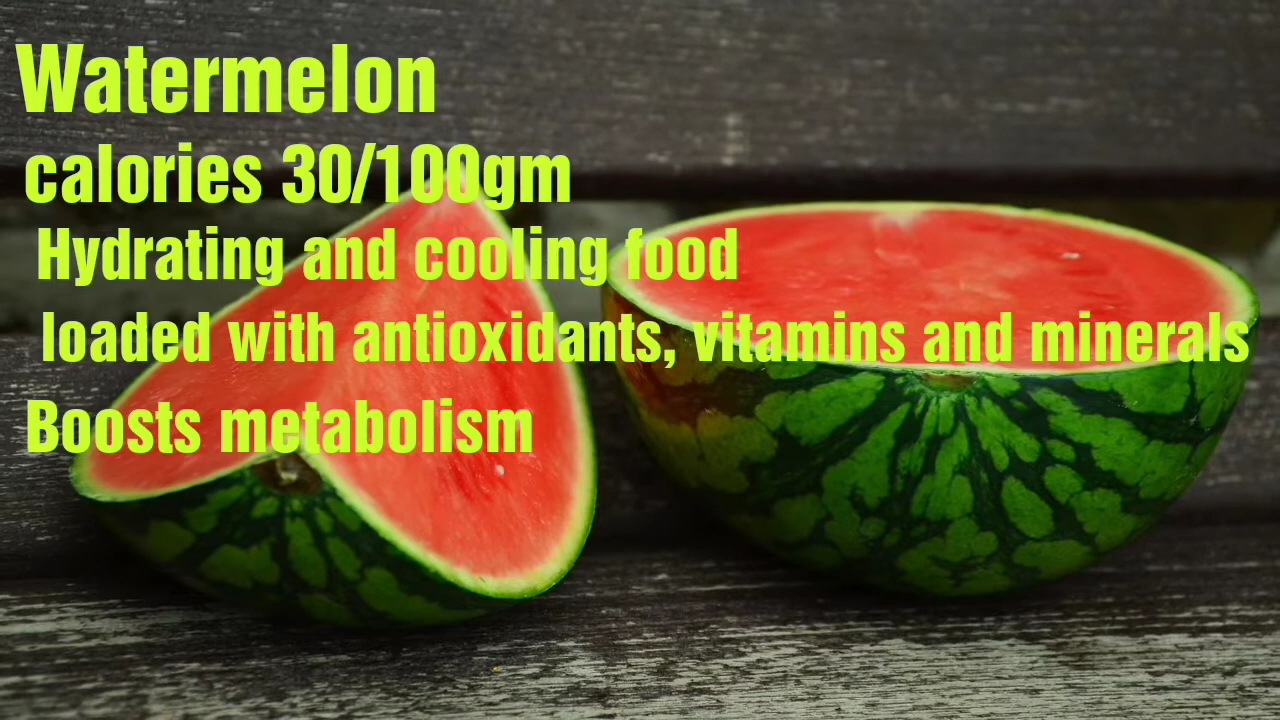 Watermelon
calories 30/100gm
Hydrating and cooling food
loaded with antioxidants, vitamins and minerals
Boosts metabolism